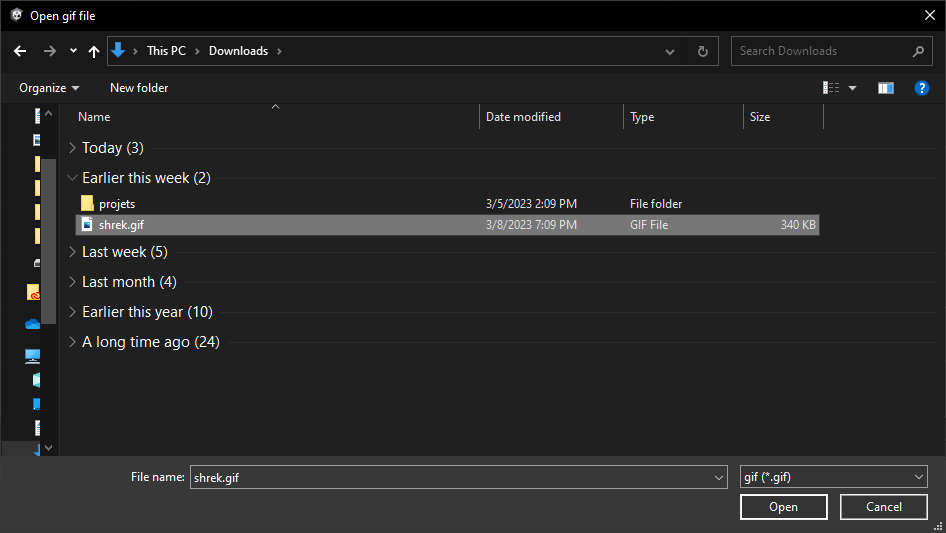 Open gif file
This PC Downloads Search Downloads
Organize New folder
Name Date modified Type Size
Today (3)
Earlier this week (2)
projets 3/5/2023 2:09 PM File folder
shrek.gif 3/8/2023 7:09 PM GIF File 340 KB
Last week (5)
Last month (4)
Earlier this year (10)
A long time ago (24)
File name: shrek.gif gif (*.gif)
Open Cancel